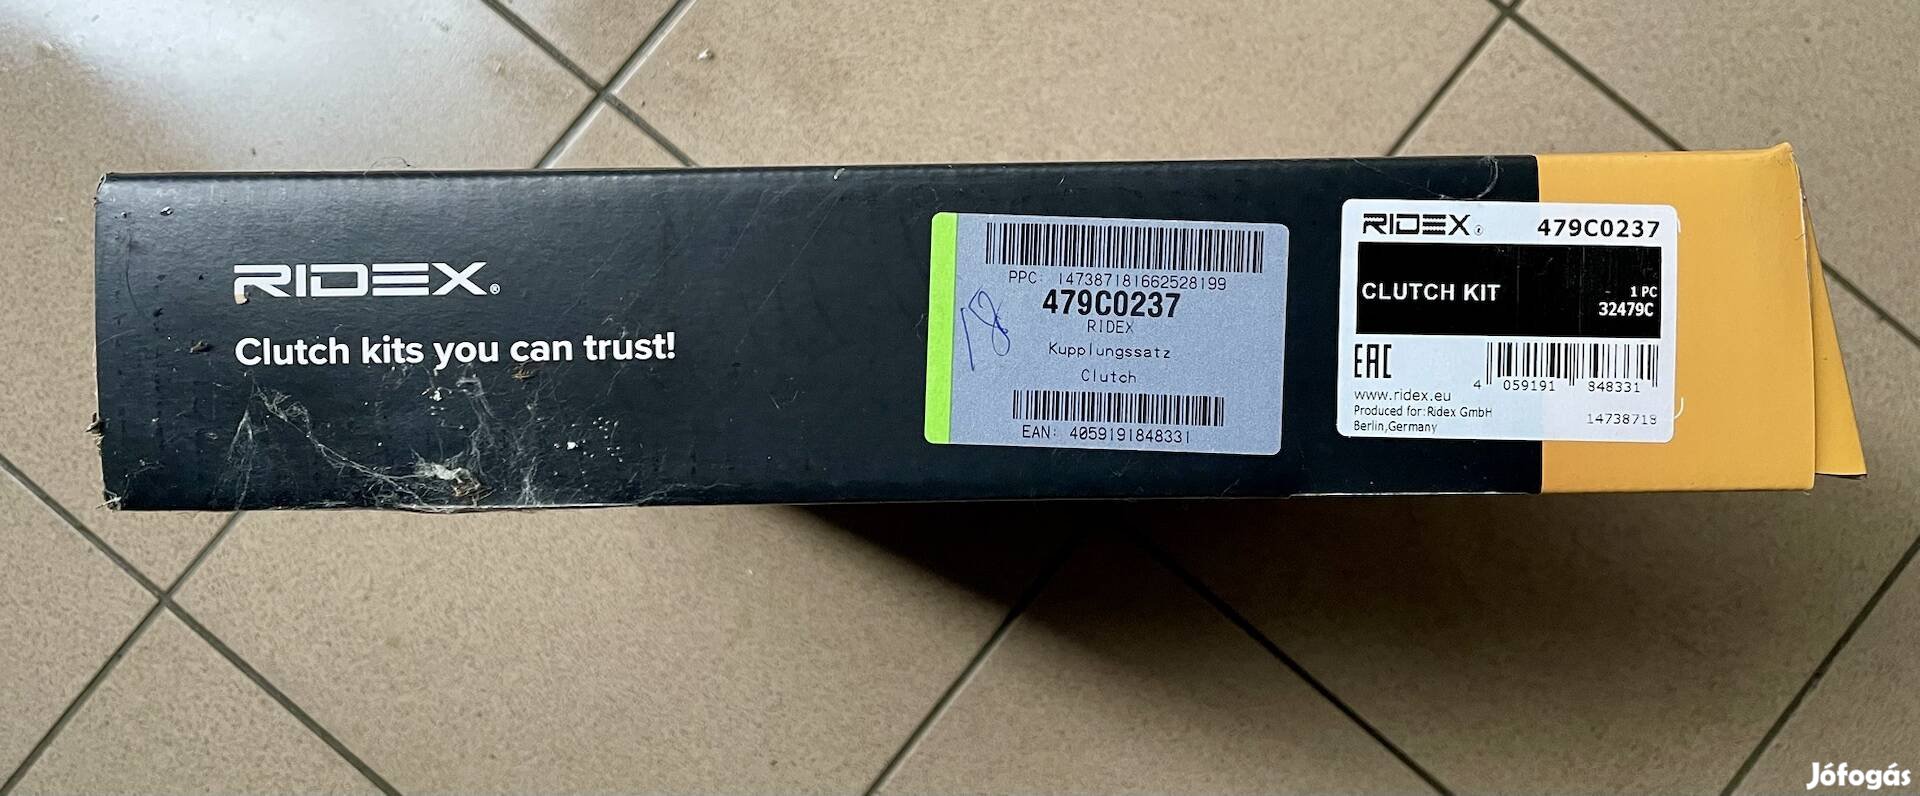 RIDEX®
Clutch kits you can trust!
PPC: 147387181662528199
479C0237
RIDEX
Kupplungssatz
Clutch
EAN: 4059191848331
18
RIDEX® 479C0237
CLUTCH KIT
1 PC
32479C
EAC
4 059191 848331
www.ridex.eu
Produced for: Ridex GmbH
Berlin,Germany
14738718
Jófogás